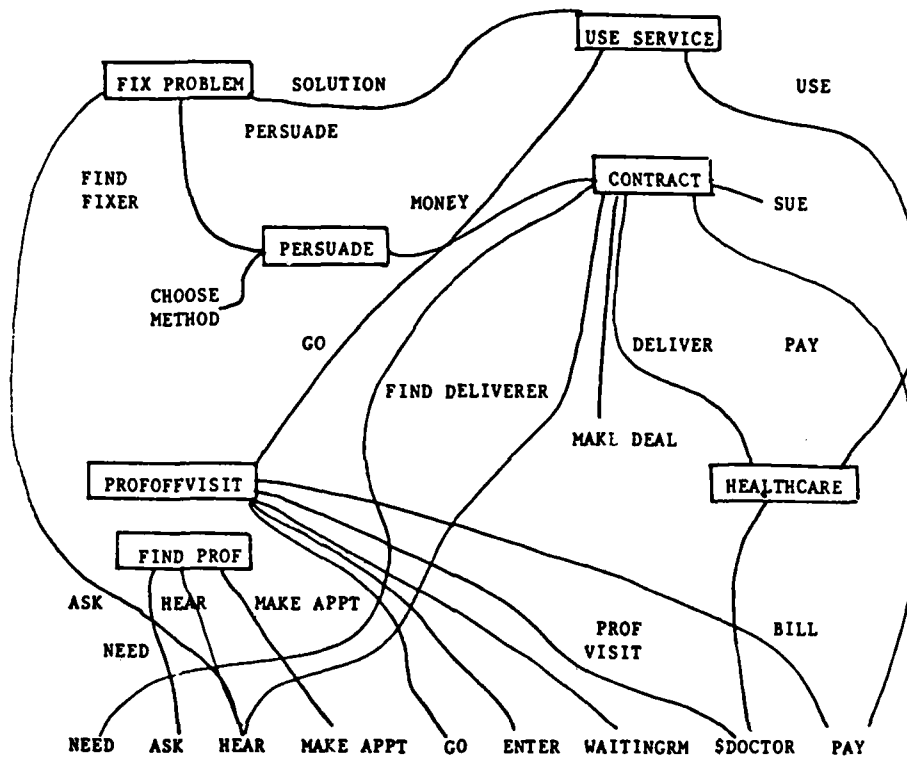 USE SERVICE
FIX PROBLEM
SOLUTION
USE
PERSUADE
FIND
FIXER
CONTRACT
MONEY
SUE
PERSUADE
CHOOSE
METHOD
GO
DELIVER
PAY
FIND DELIVERER
MAKE DEAL
PROFOFFVISIT
HEALTHCARE
FIND PROF
ASK
HEAR
MAKE APPT
NEED
PROF
VISIT
BILL
NEED
ASK
HEAR
MAKE APPT
GO
ENTER
WAITINGRM
$DOCTOR
PAY